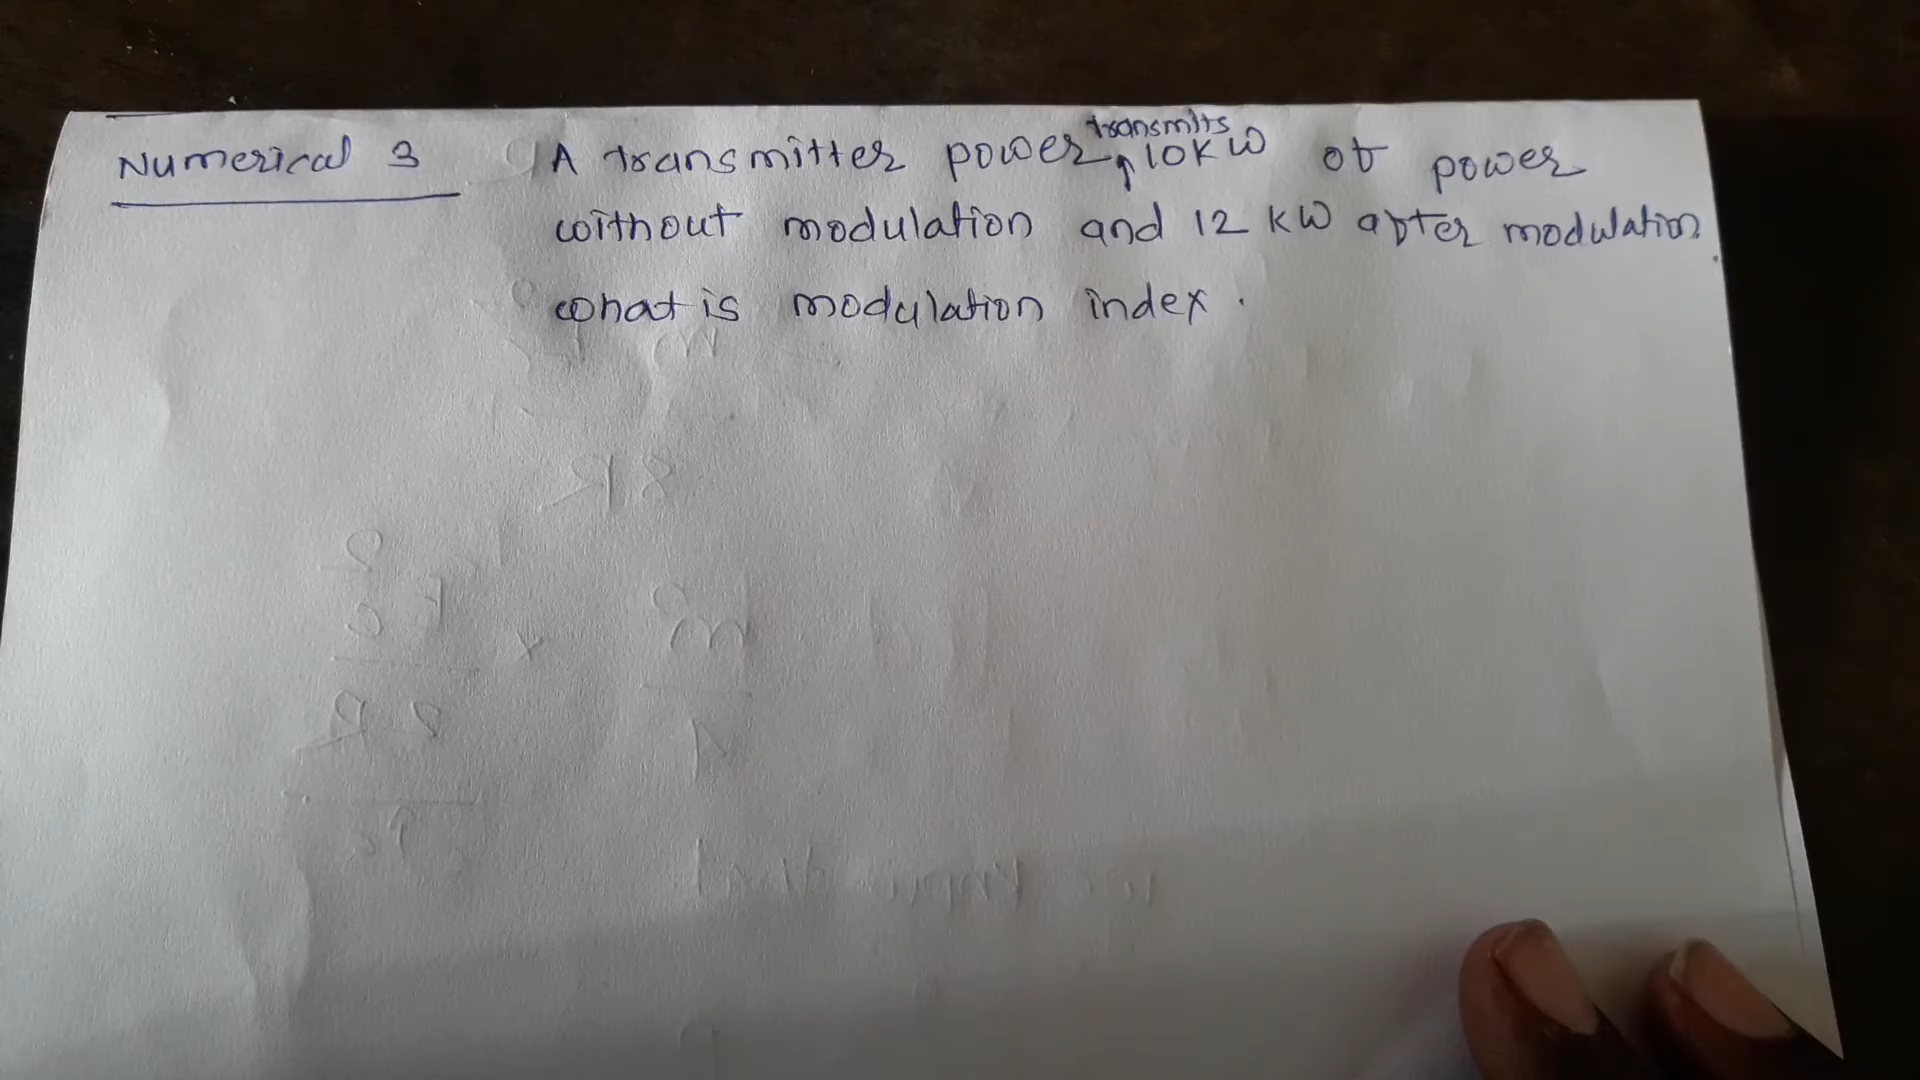 Numerical 3 A transmitter power transmits 10KW of power
without modulation and 12 KW after modulation.
what is modulation index.